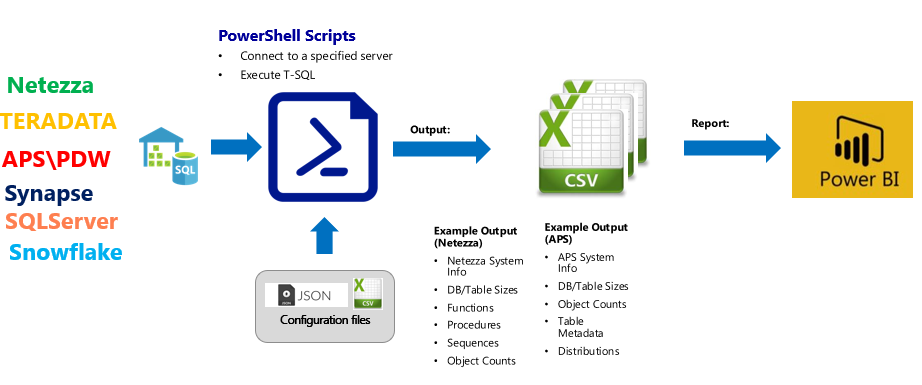 PowerShell Scripts
• Connect to a specified server
• Execute T-SQL
Netezza
TERADATA
APS\PDW
Synapse
SQLServer
Snowflake
SQL
Output:
X
CSV
Report:
Power BI
JSON
X
CSV
Configuration files
Example Output
(Netezza)
• Netezza System
Info
• DB/Table Sizes
• Functions
• Procedures
• Sequences
• Object Counts
Example Output
(APS)
• APS System
Info
• DB/Table Sizes
• Object Counts
• Table
Metadata
• Distributions